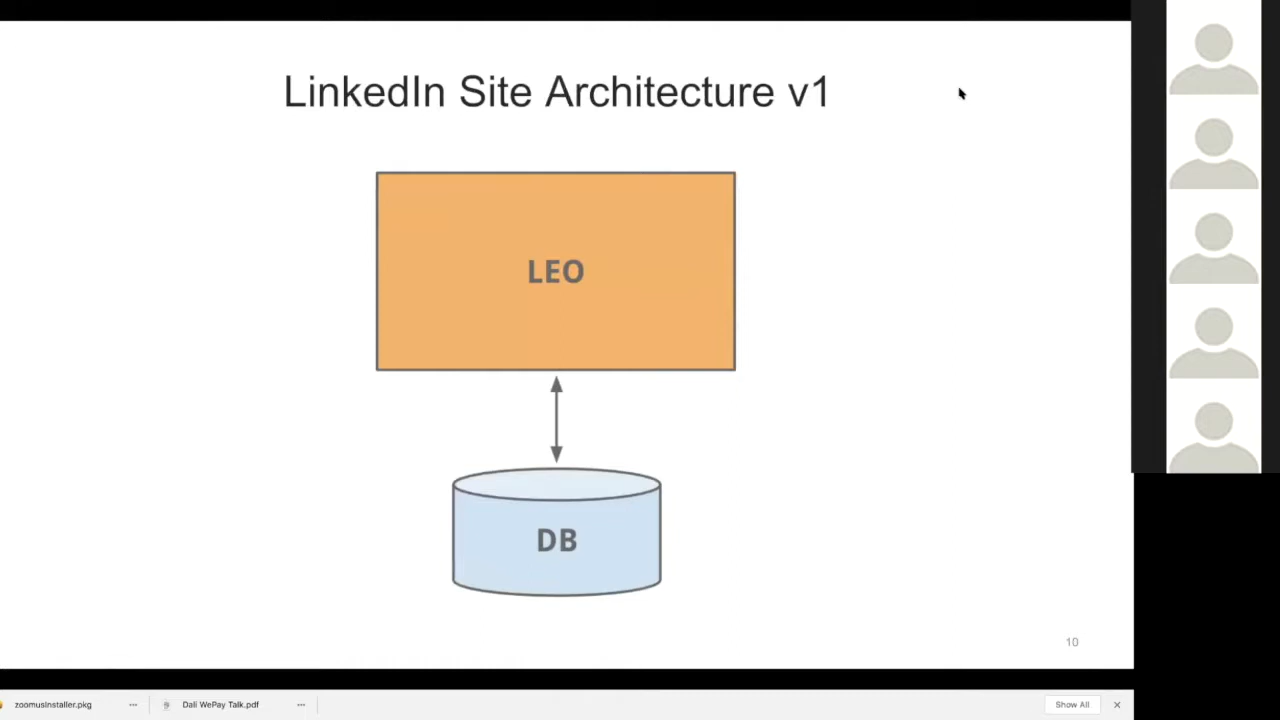 LinkedIn Site Architecture v1
LEO
DB
10
zoomusInstaller.pkg
Dali WePay Talk.pdf
Show All